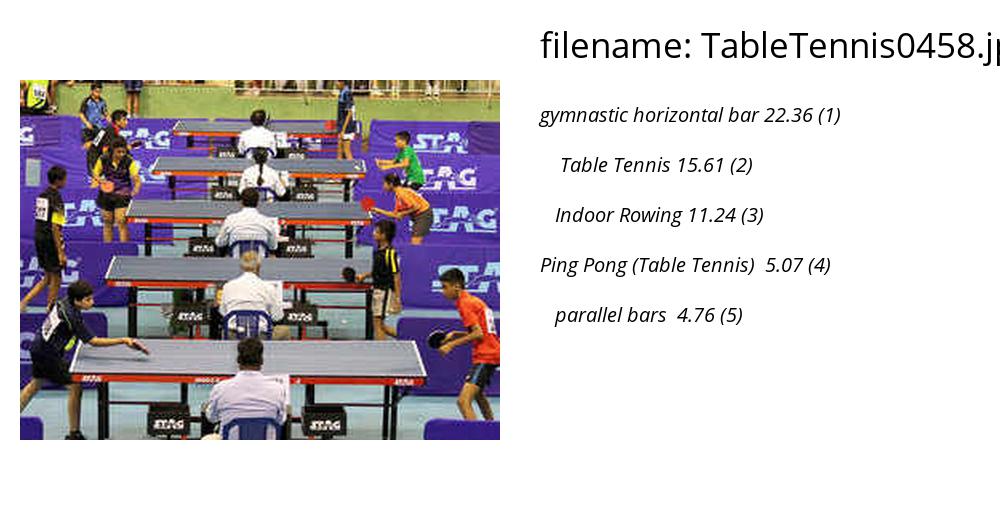 filename: TableTennis0458.jp
gymnastic horizontal bar 22.36 (1)
Table Tennis 15.61 (2)
Indoor Rowing 11.24 (3)
Ping Pong (Table Tennis) 5.07 (4)
parallel bars 4.76 (5)
STAG
STAG
STAG
STAG
STAG
STAG
STAG
STAG
STAG
STAG